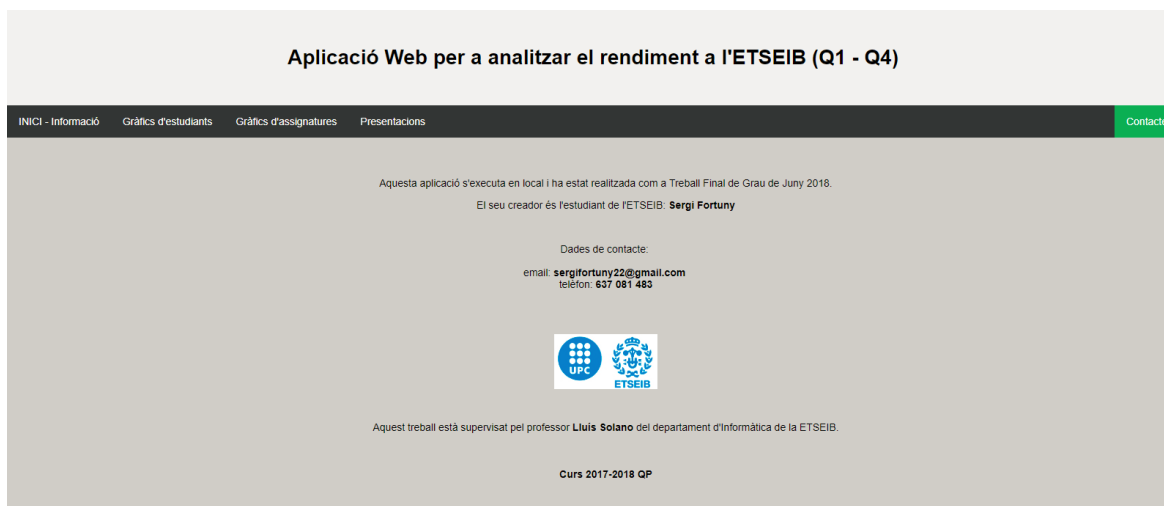 Aplicació Web per a analitzar el rendiment a l'ETSEIB (Q1 - Q4)
INICI - Informació Gràfics d'estudiants Gràfics d'assignatures Presentacions Contacte
Aquesta aplicació s'executa en local i ha estat realitzada com a Treball Final de Grau de Juny 2018.
El seu creador és l'estudiant de l'ETSEIB: Sergi Fortuny
Dades de contacte:
email: sergifortuny22@gmail.com
telèfon: 637 081 483
UPC ETSEIB
Aquest treball està supervisat pel professor Lluís Solano del departament d'Informàtica de la ETSEIB.
Curs 2017-2018 QP